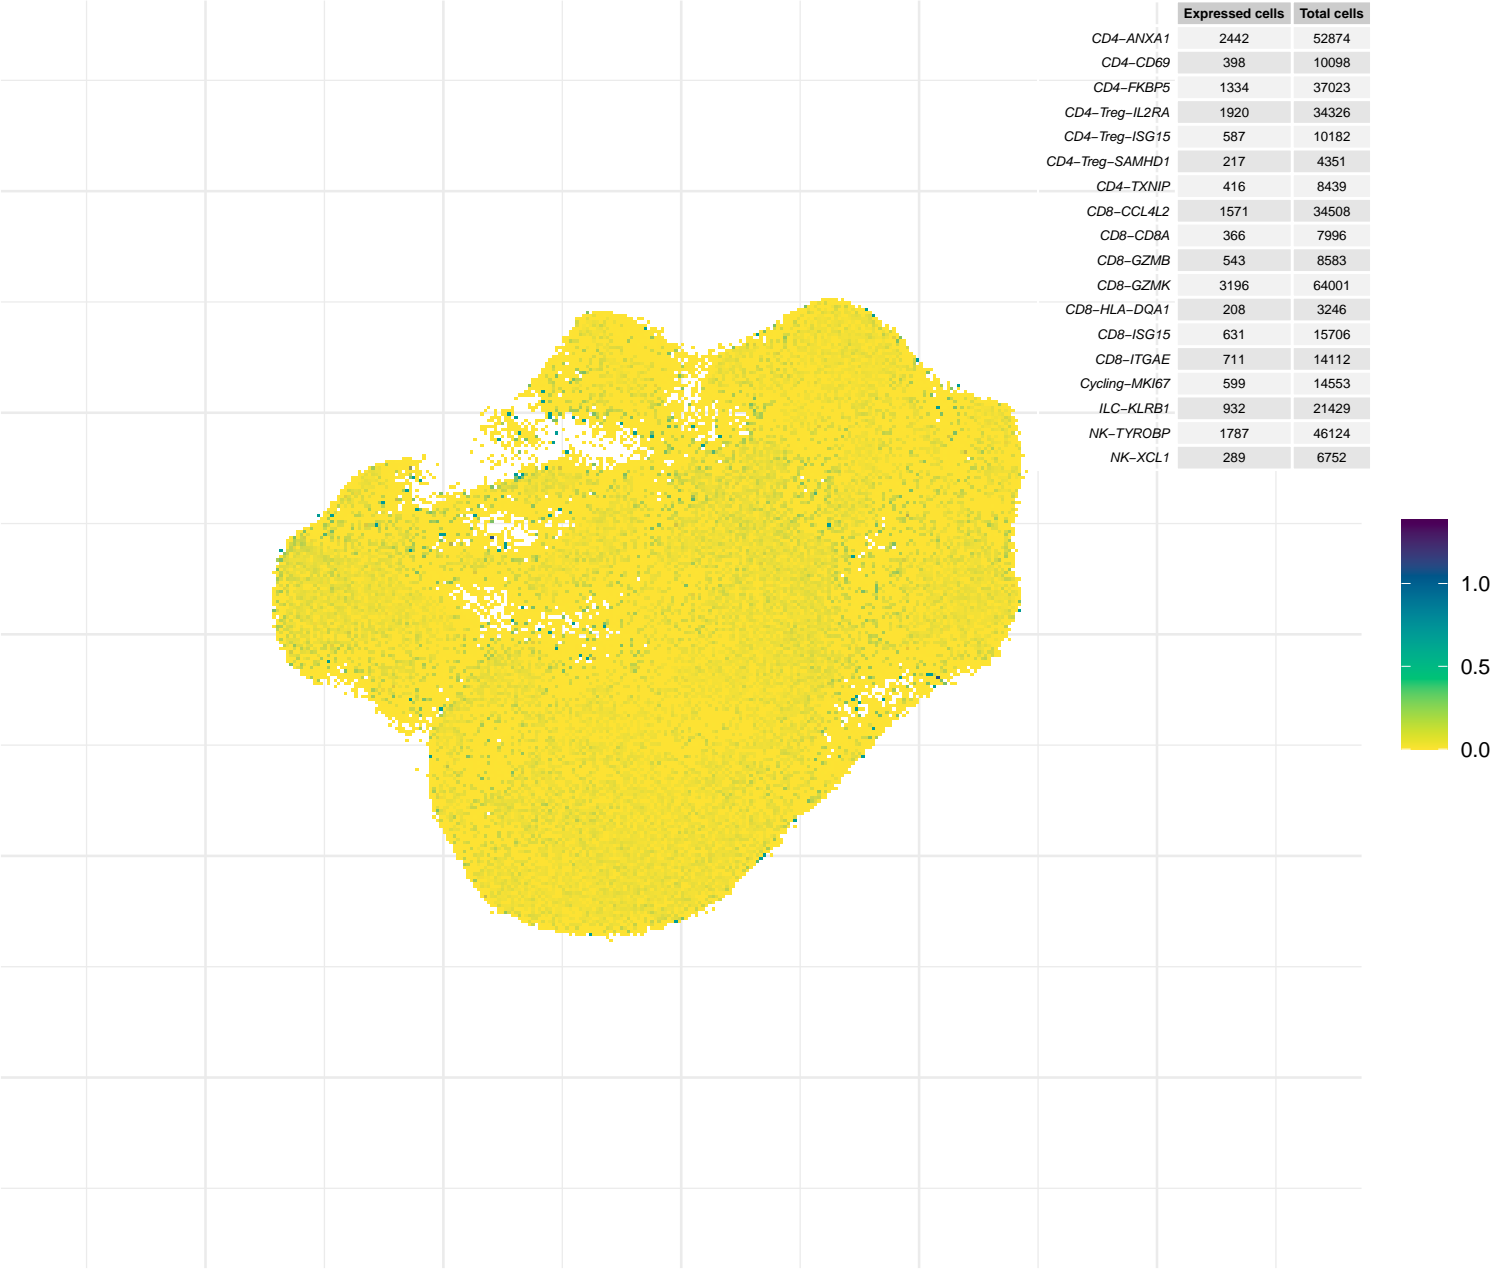 Expressed cells Total cells
CD4−ANXA1 2442 52874
CD4−CD69 398 10098
CD4−FKBP5 1334 37023
CD4−Treg−IL2RA 1920 34326
CD4−Treg−ISG15 587 10182
CD4−Treg−SAMHD1 217 4351
CD4−TXNIP 416 8439
CD8−CCL4L2 1571 34508
CD8−CD8A 366 7996
CD8−GZMB 543 8583
CD8−GZMK 3196 64001
CD8−HLA−DQA1 208 3246
CD8−ISG15 631 15706
CD8−ITGAE 711 14112
Cycling−MKI67 599 14553
ILC−KLRB1 932 21429
NK−TYROBP 1787 46124
NK−XCL1 289 6752
1.0
0.5
0.0